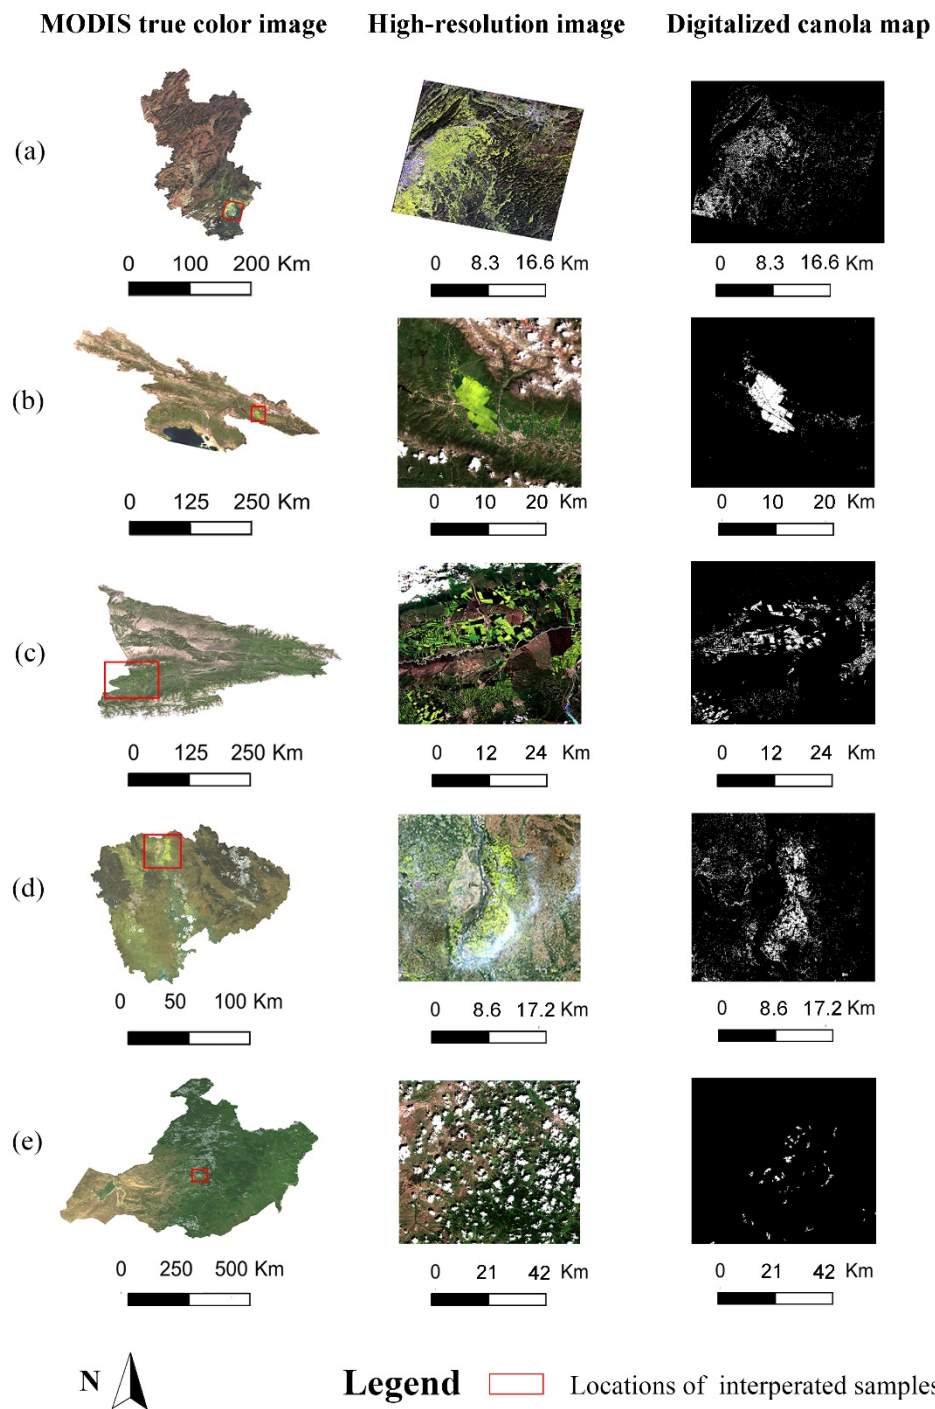 MODIS true color image High-resolution image Digitalized canola map
(a)
0 100 200 Km 0 8.3 16.6 Km 0 8.3 16.6 Km
(b)
0 125 250 Km 0 10 20 Km 0 10 20 Km
(c)
0 125 250 Km 0 12 24 Km 0 12 24 Km
(d)
0 50 100 Km 0 8.6 17.2 Km 0 8.6 17.2 Km
(e)
0 250 500 Km 0 21 42 Km 0 21 42 Km
N Legend Locations of interperated samples